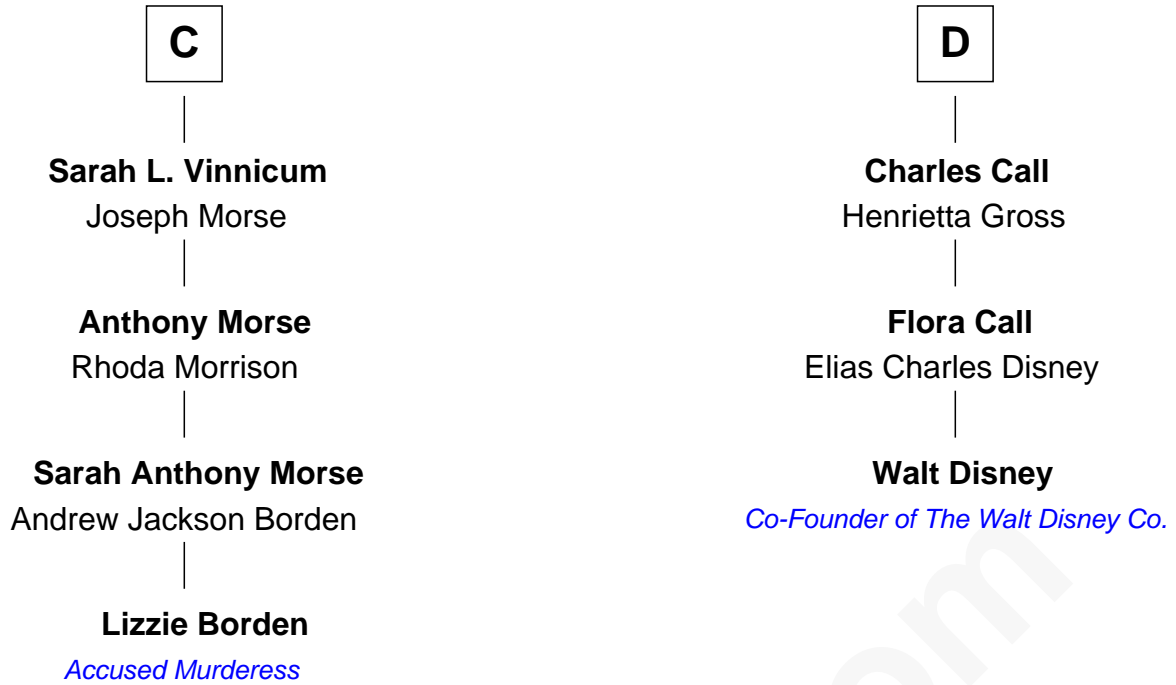 C
Sarah L. Vinnicum
Joseph Morse
Anthony Morse
Rhoda Morrison
Sarah Anthony Morse
Andrew Jackson Borden
Lizzie Borden
Accused Murderess
D
Charles Call
Henrietta Gross
Flora Call
Elias Charles Disney
Walt Disney
Co-Founder of The Walt Disney Co.
om